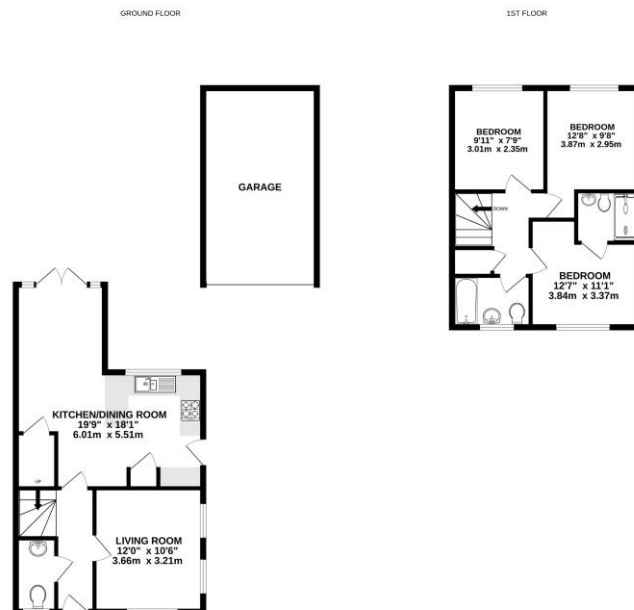 GROUND FLOOR
1ST FLOOR
GARAGE
BEDROOM
9'11" x 7'9"
3.01m x 2.35m
BEDROOM
12'8" x 9'8"
3.87m x 2.95m
DOWN
BEDROOM
12'7" x 11'1"
3.84m x 3.37m
KITCHEN/DINING ROOM
19'9" x 18'1"
6.01m x 5.51m
UP
LIVING ROOM
12'0" x 10'6"
3.66m x 3.21m